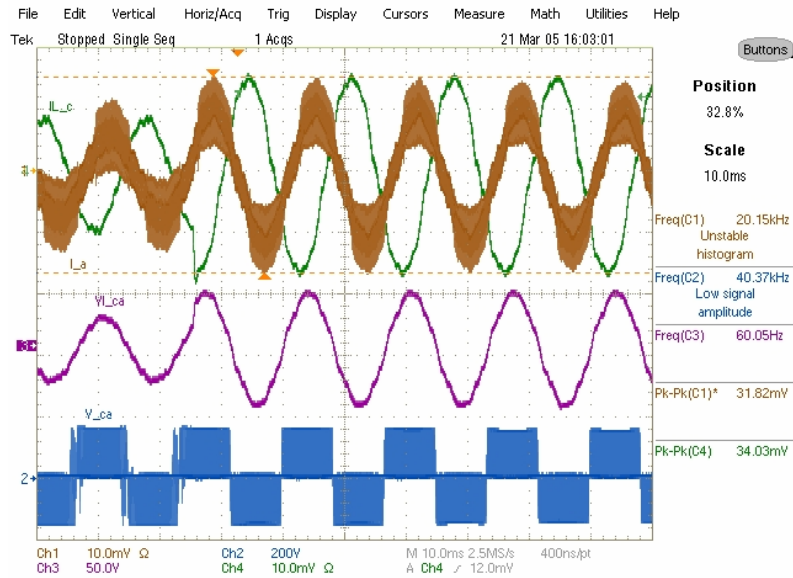 File Edit Vertical Horiz/Acq Trig Display Cursors Measure Math Utilities Help
Tek Stopped Single Seq 1 Acqs 21 Mar 05 16:03:01
Buttons
Position
32.8%
Scale
10.0ms
IL_c
I_a
Freq(C1) 20.15kHz
Unstable
histogram
Freq(C2) 40.37kHz
Low signal
amplitude
Vl_ca
Freq(C3) 60.05Hz
3
Pk-Pk(C1)* 31.82mV
V_ca
Pk-Pk(C4) 34.03mV
2
Ch1 10.0mV Ω Ch2 200V M 10.0ms 2.5MS/s 400ns/pt
Ch3 50.0V Ch4 10.0mV Ω A Ch4 ⁄ 12.0mV